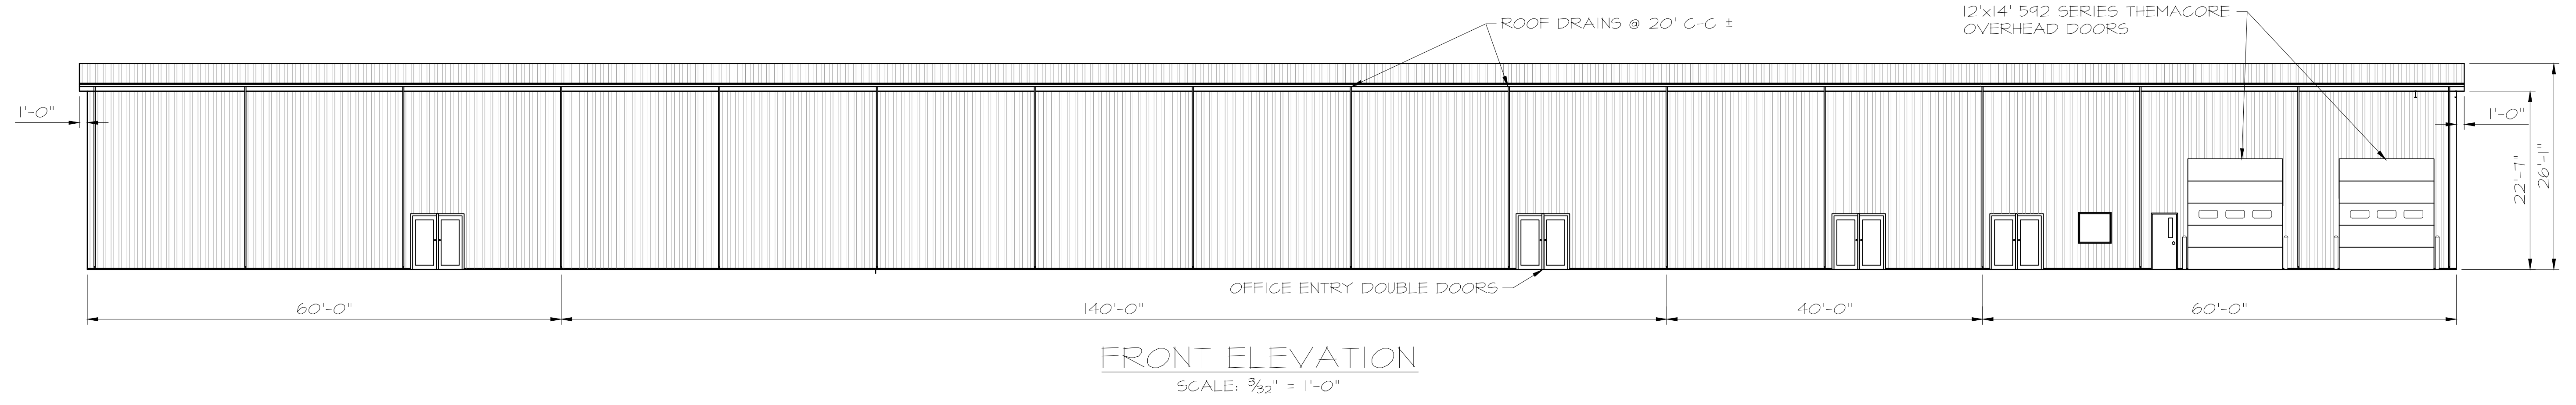 ROOF DRAINS @ 20' C-C ±
12'x14' 592 SERIES THEMACORE
OVERHEAD DOORS
1'-0"
1'-0"
22'-7"
26'-1"
OFFICE ENTRY DOUBLE DOORS
60'-0"
140'-0"
40'-0"
60'-0"
FRONT ELEVATION
SCALE: 3/32" = 1'-0"